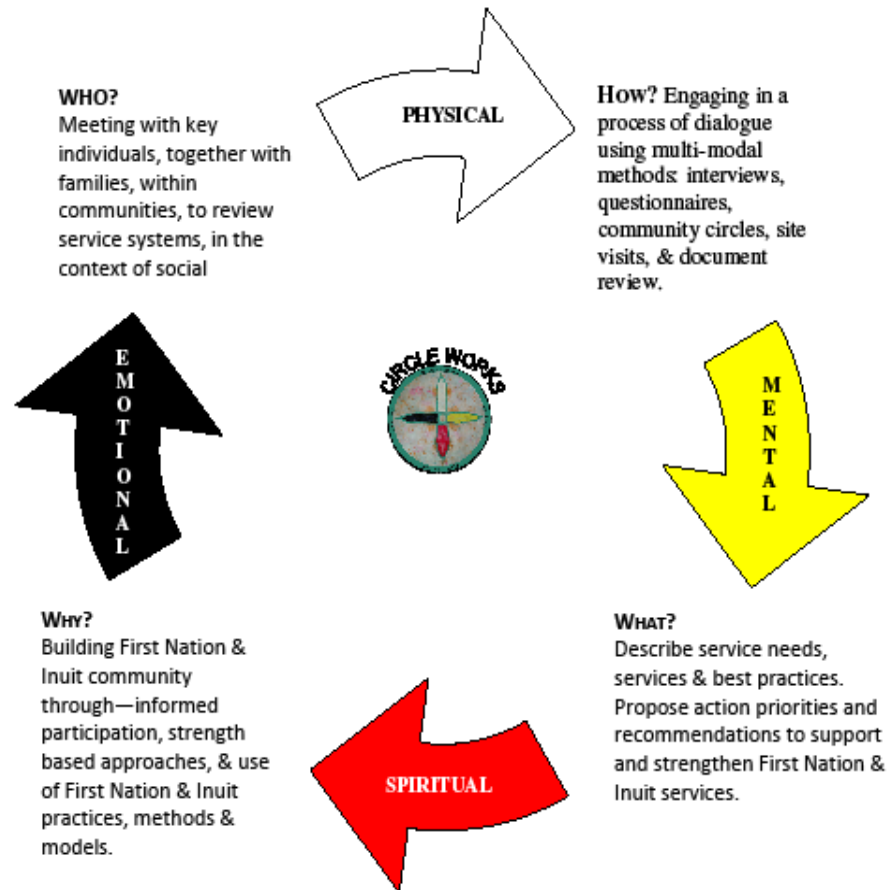 WHO?
Meeting with key
individuals, together with
families, within
communities, to review
service systems, in the
context of social
PHYSICAL
HOW? Engaging in a
process of dialogue
using multi-modal
methods: interviews,
questionnaires,
community circles, site
visits, & document
review.
EMOTIONAL
CIRCLE WORKS
MENTAL
WHY?
Building First Nation &
Inuit community
through—informed
participation, strength
based approaches, & use
of First Nation & Inuit
practices, methods &
models.
SPIRITUAL
WHAT?
Describe service needs,
services & best practices.
Propose action priorities and
recommendations to support
and strengthen First Nation &
Inuit services.